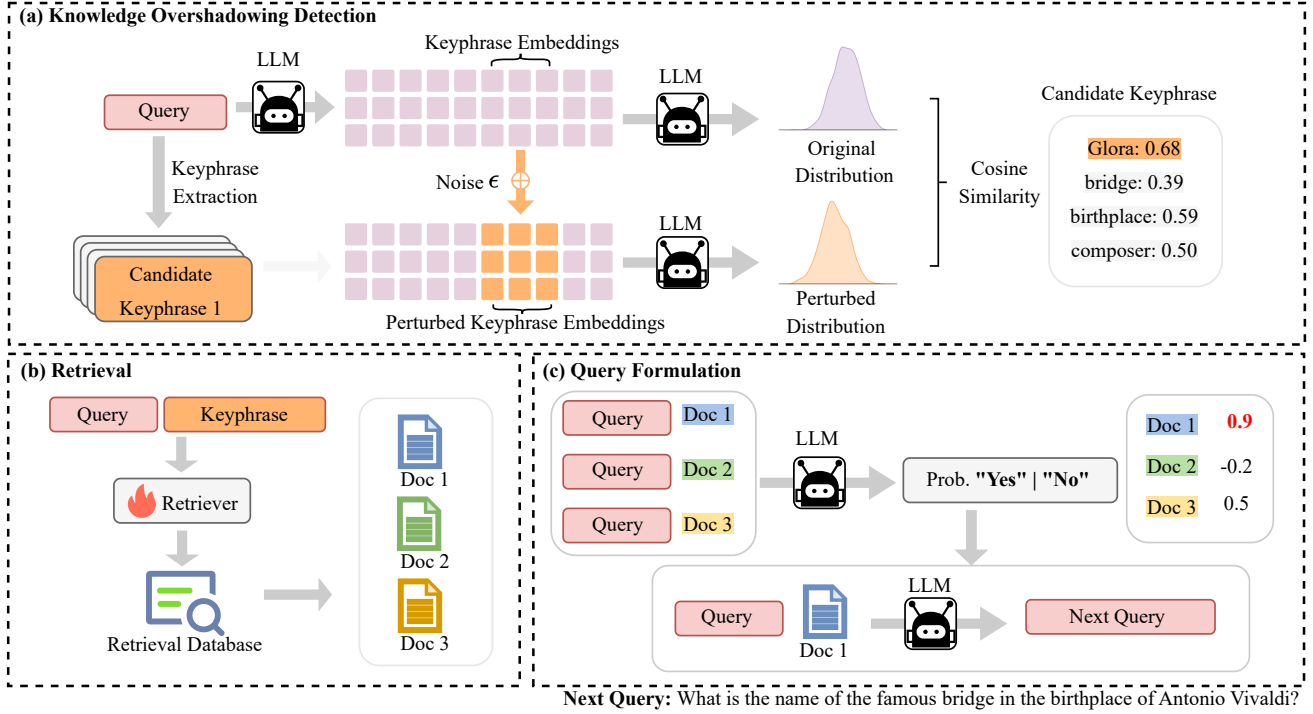 (a) Knowledge Overshadowing Detection
Query
LLM
Keyphrase Embeddings
LLM
Original
Distribution
Keyphrase
Extraction
Noise ϵ
Candidate
Keyphrase 1
Perturbed Keyphrase Embeddings
LLM
Perturbed
Distribution
Cosine
Similarity
Candidate Keyphrase
Glora: 0.68
bridge: 0.39
birthplace: 0.59
composer: 0.50
(b) Retrieval
Query
Keyphrase
Retriever
Retrieval Database
Doc 1
Doc 2
Doc 3
(c) Query Formulation
Query Doc 1
Query Doc 2
Query Doc 3
LLM
Prob. "Yes" | "No"
Doc 1 0.9
Doc 2 -0.2
Doc 3 0.5
Query
Doc 1
LLM
Next Query
Next Query: What is the name of the famous bridge in the birthplace of Antonio Vivaldi?